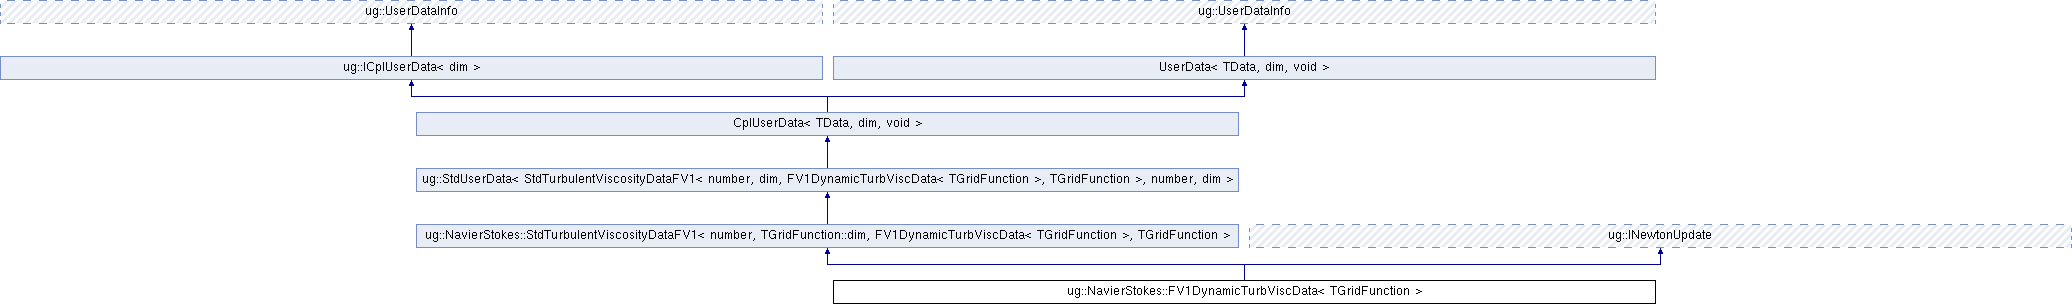 ug::UserDataInfo
ug::UserDataInfo
ug::ICplUserData< dim >
UserData< TData, dim, void >
CplUserData< TData, dim, void >
ug::StdUserData< StdTurbulentViscosityDataFV1< number, dim, FV1DynamicTurbViscData< TGridFunction >, TGridFunction >, number, dim >
ug::NavierStokes::StdTurbulentViscosityDataFV1< number, TGridFunction::dim, FV1DynamicTurbViscData< TGridFunction >, TGridFunction >
ug::INewtonUpdate
ug::NavierStokes::FV1DynamicTurbViscData< TGridFunction >